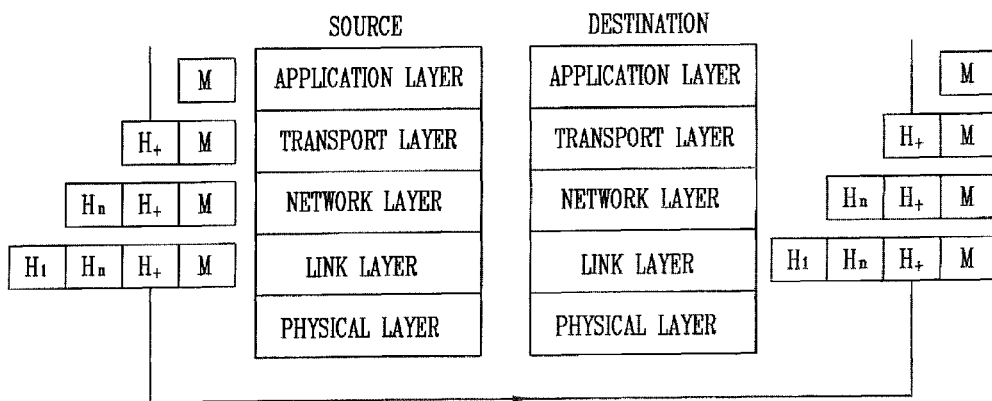 SOURCE DESTINATION
M APPLICATION LAYER APPLICATION LAYER M
H+ M TRANSPORT LAYER TRANSPORT LAYER H+ M
Hn H+ M NETWORK LAYER NETWORK LAYER Hn H+ M
H1 Hn H+ M LINK LAYER LINK LAYER H1 Hn H+ M
PHYSICAL LAYER PHYSICAL LAYER